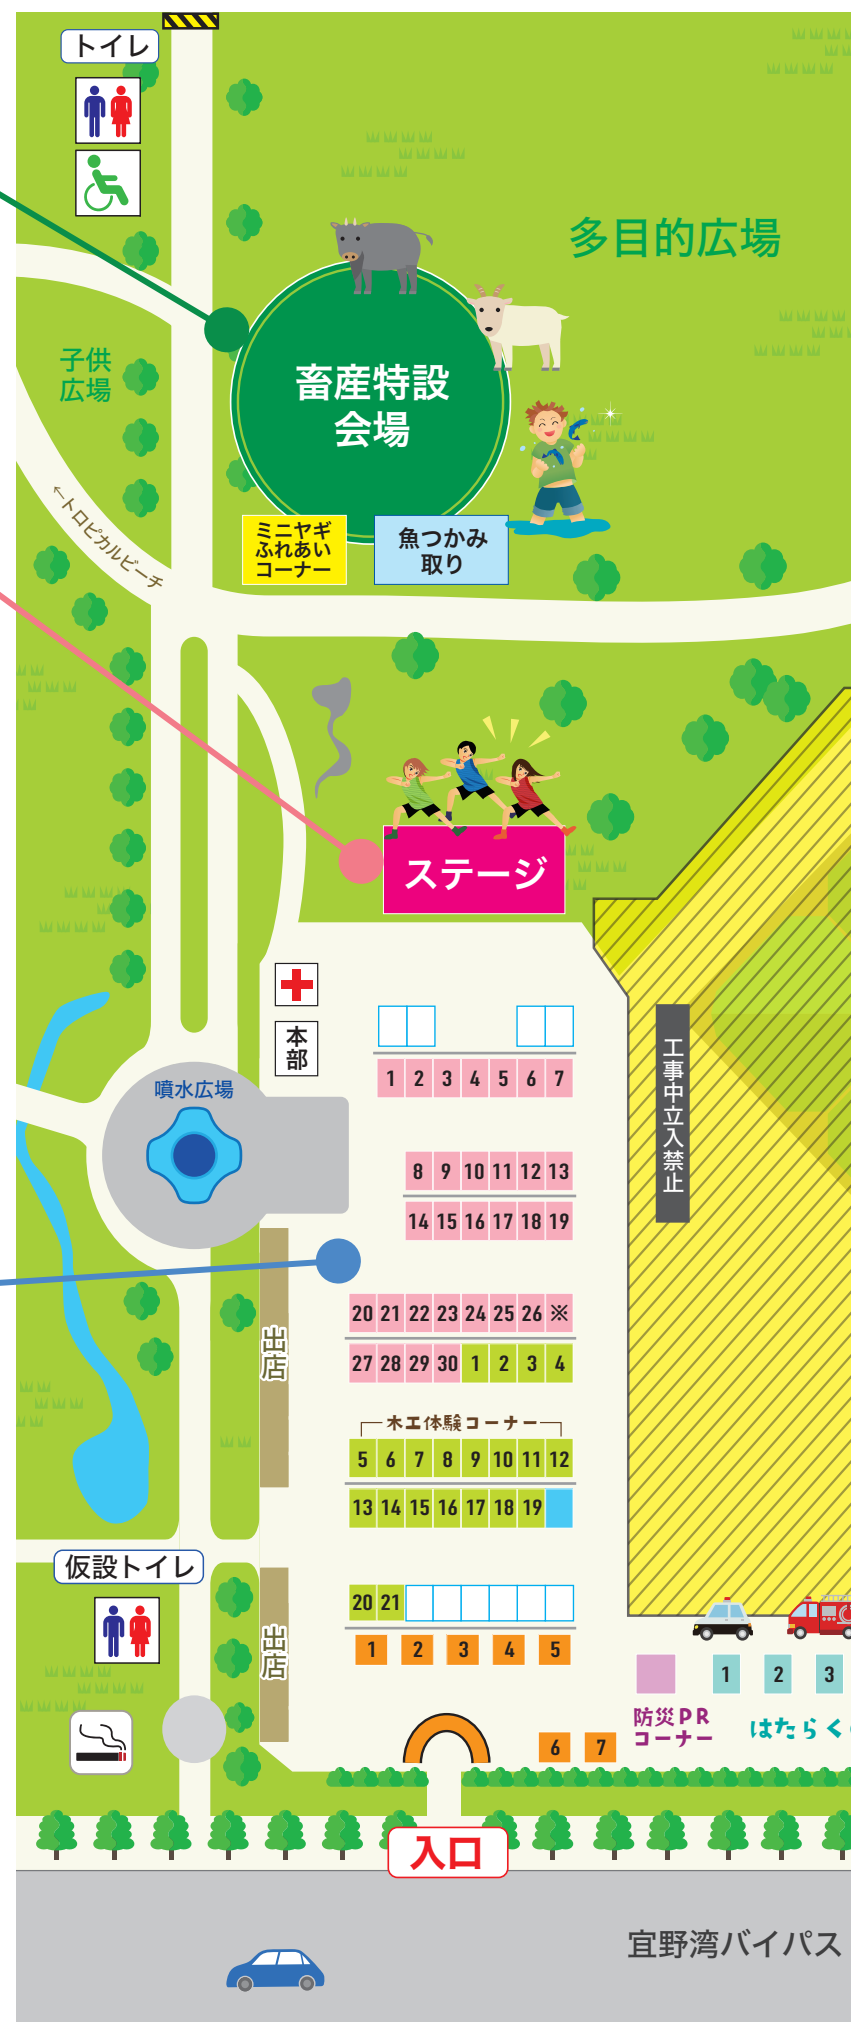 トイレ
多目的広場
子供
広場
畜産特設
会場
←トロピカルビーチ
ミニヤギ
ふれあい
コーナー
魚つかみ
取り
ステージ
本部
工事中立入禁止
噴水広場
1 2 3 4 5 6 7
8 9 10 11 12 13
14 15 16 17 18 19
20 21 22 23 24 25 26 ※
27 28 29 30 1 2 3 4
出店
木工体験コーナー
5 6 7 8 9 10 11 12
13 14 15 16 17 18 19
仮設トイレ
20 21
1 2 3 4 5
出店
1 2 3
防災PR
コーナー
はたらく
6 7
入口
宜野湾バイパス